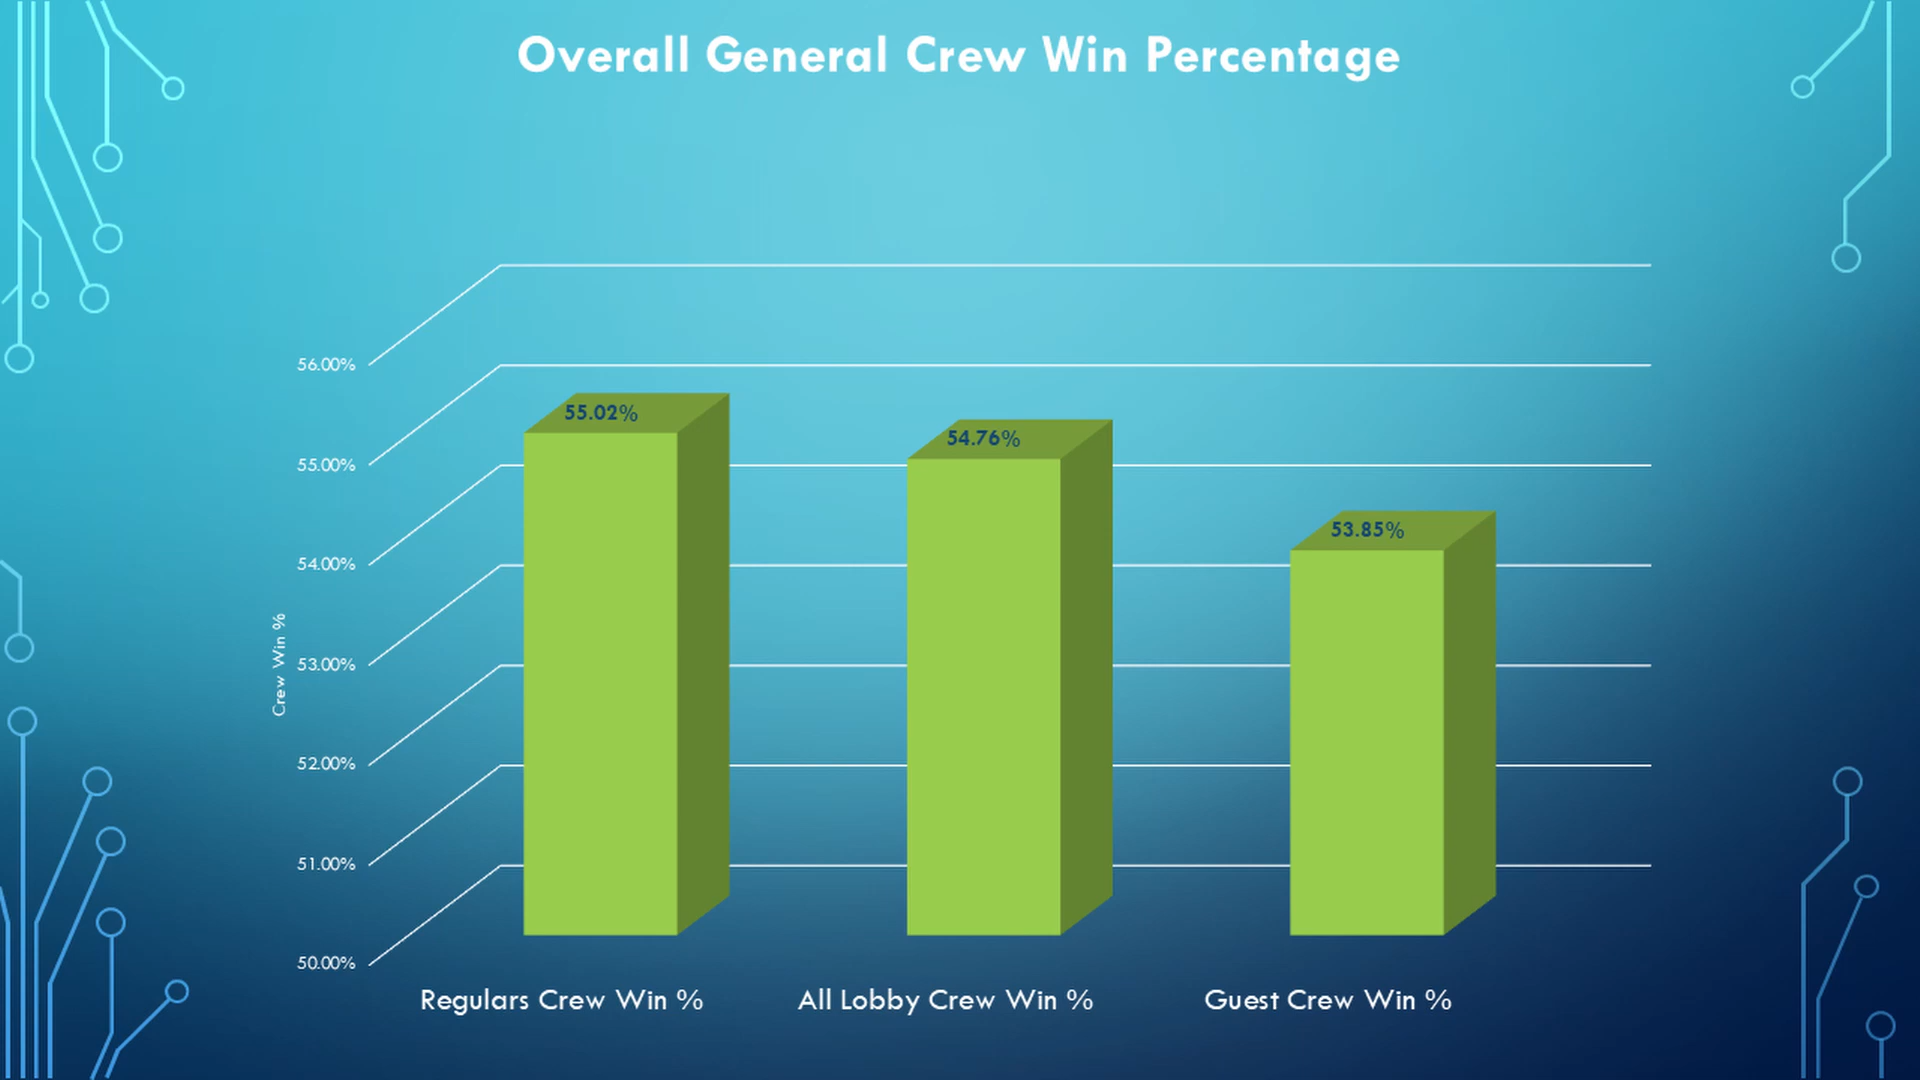 Overall General Crew Win Percentage
56.00%
55.00%
54.00%
53.00%
52.00%
51.00%
50.00%
Crew Win %
55.02%
54.76%
53.85%
Regulars Crew Win %
All Lobby Crew Win %
Guest Crew Win %